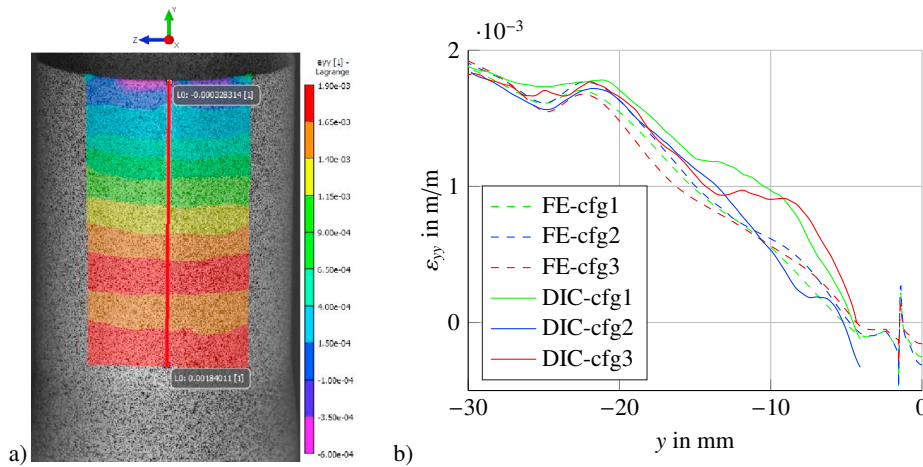 a)
Y
Z
X
eyy [1] -
Lagrange
1.90e-03
1.65e-03
1.40e-03
1.15e-03
9.00e-04
6.50e-04
4.00e-04
1.50e-04
-1.00e-04
-3.50e-04
-6.00e-04
L0: -0.000328314 [1]
L0: 0.00184011 [1]
b)
·10⁻³
2
1
0
εyy in m/m
FE-cfg1
FE-cfg2
FE-cfg3
DIC-cfg1
DIC-cfg2
DIC-cfg3
−30
−20
−10
0
y in mm